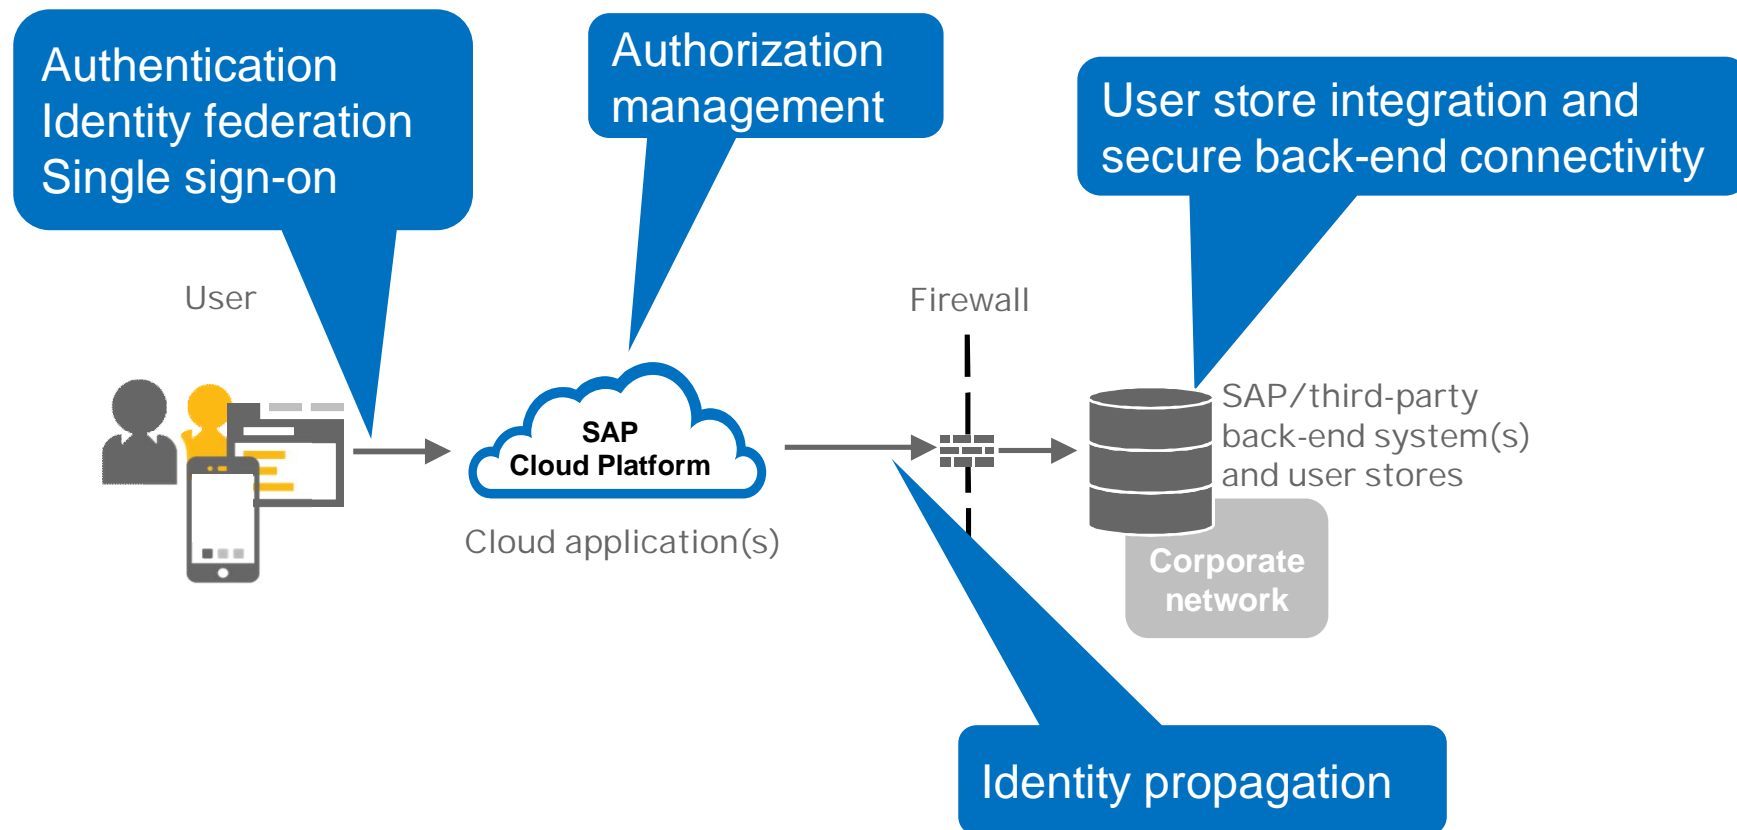 Authentication
Identity federation
Single sign-on
Authorization
management
User store integration and
secure back-end connectivity
User
Firewall
SAP
Cloud Platform
Cloud application(s)
SAP/third-party
back-end system(s)
and user stores
Corporate
network
Identity propagation